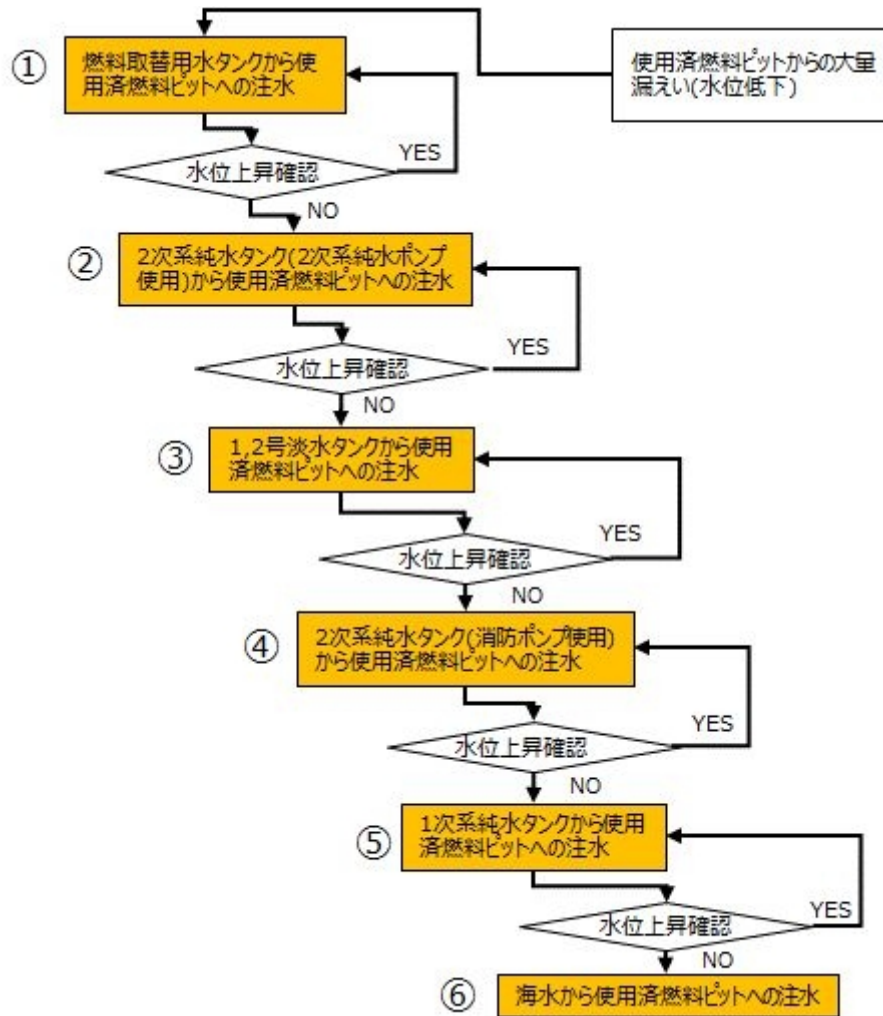 使用済燃料ピットからの大量
漏えい(水位低下)
①
燃料取替用水タンクから使
用済燃料ピットへの注水
YES
水位上昇確認
NO
②
2次系純水タンク(2次系純水ポンプ
使用)から使用済燃料ピットへの注水
YES
水位上昇確認
NO
③
1,2号淡水タンクから使用
済燃料ピットへの注水
YES
水位上昇確認
NO
④
2次系純水タンク(消防ポンプ使用)
から使用済燃料ピットへの注水
YES
水位上昇確認
NO
⑤
1次系純水タンクから使用
済燃料ピットへの注水
YES
水位上昇確認
NO
⑥
海水から使用済燃料ピットへの注水